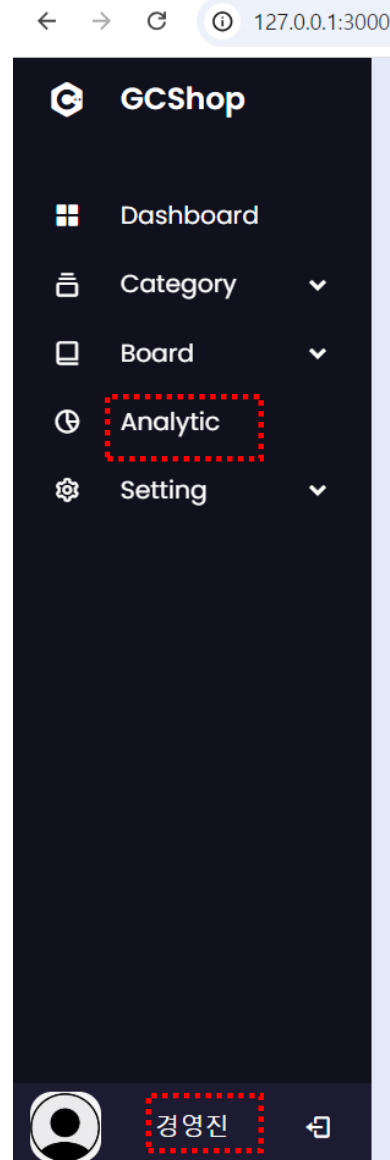 127.0.0.1:3000
GCShop
Dashboard
Category
Board
Analytic
Setting
경영진